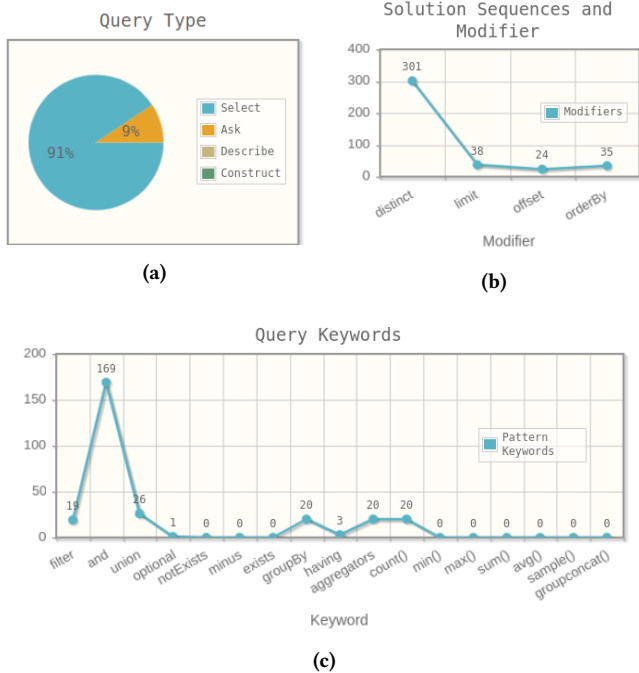 Query Type
Select
Ask
Describe
Construct
9%
91%
(a)
Solution Sequences and
Modifier
400
300
200
100
0
301
38
24
35
Modifiers
distinct
limit
offset
orderBy
Modifier
(b)
Query Keywords
200
150
100
50
0
19
169
26
1
0
0
0
20
3
20
20
0
0
0
0
0
0
Pattern
Keywords
filter
and
union
optional
notExists
minus
exists
groupBy
having
aggregators
count()
min()
max()
sum()
avg()
sample()
groupconcat()
Keyword
(c)